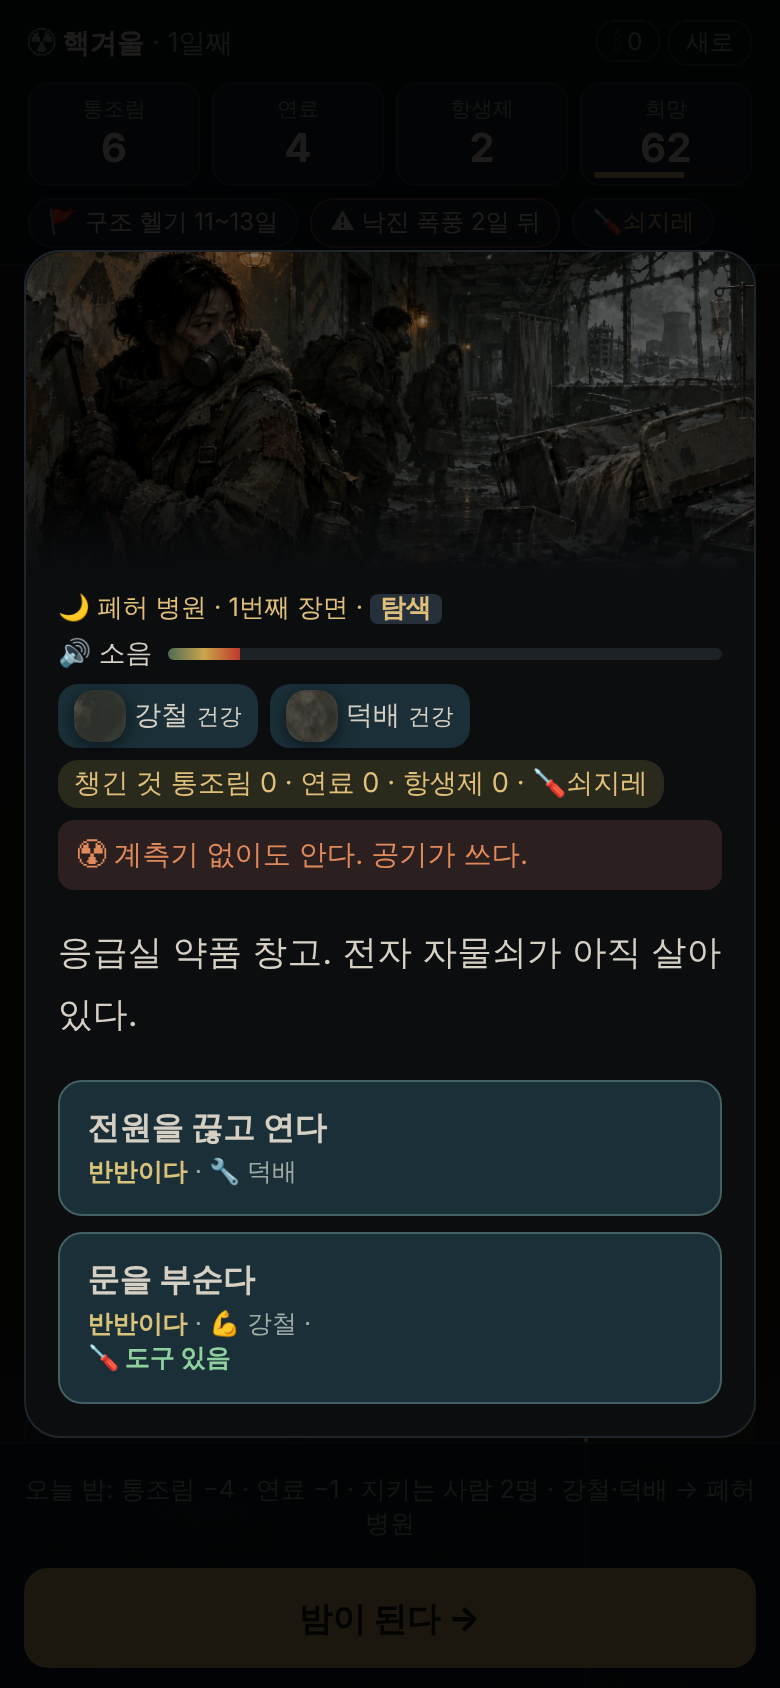 ☢ 핵겨울 · 1일째
0
새로
통조림
6
연료
4
항생제
2
희망
62
🚩 구조 헬기 11~13일
⚠ 낙진 폭풍 2일 뒤
🪛쇠지레
🌙 폐허 병원 · 1번째 장면 · 탐색
🔊 소음
강철 건강
덕배 건강
챙긴 것 통조림 0 · 연료 0 · 항생제 0 · 🪛쇠지레
☢ 계측기 없이도 안다. 공기가 쓰다.
응급실 약품 창고. 전자 자물쇠가 아직 살아
있다.
전원을 끊고 연다
반반이다 · 🔧 덕배
문을 부순다
반반이다 · 💪 강철 ·
🪛 도구 있음
오늘 밤: 통조림 −4 · 연료 −1 · 지키는 사람 2명 · 강철·덕배 → 폐허
병원
밤이 된다 →